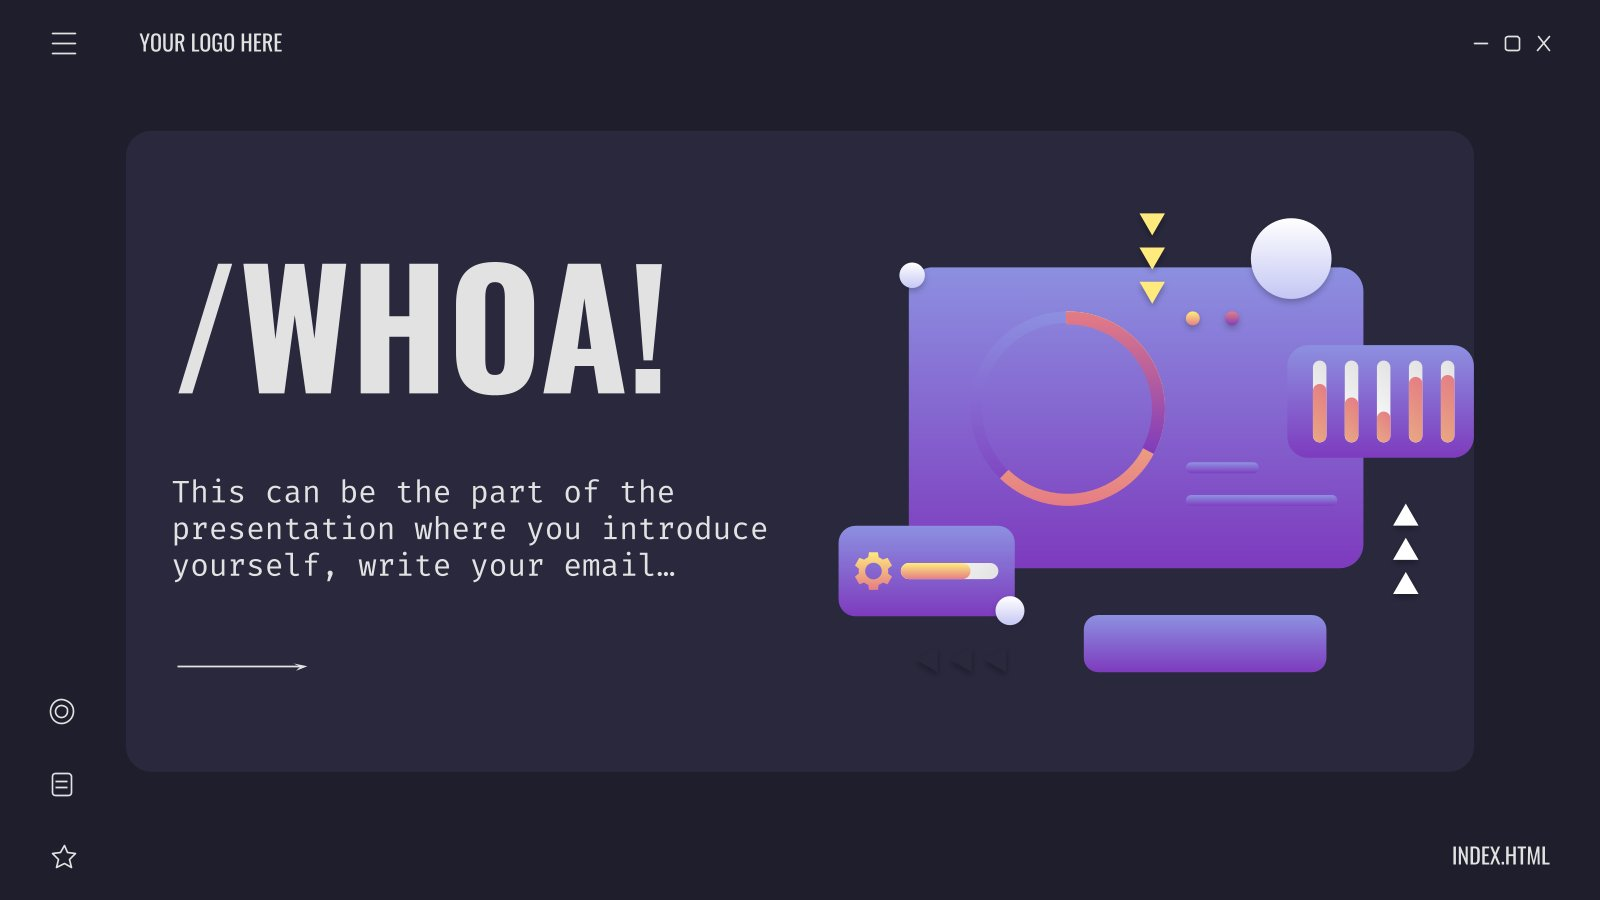 YOUR LOGO HERE
/WHOA!
This can be the part of the
presentation where you introduce
yourself, write your email…
INDEX.HTML